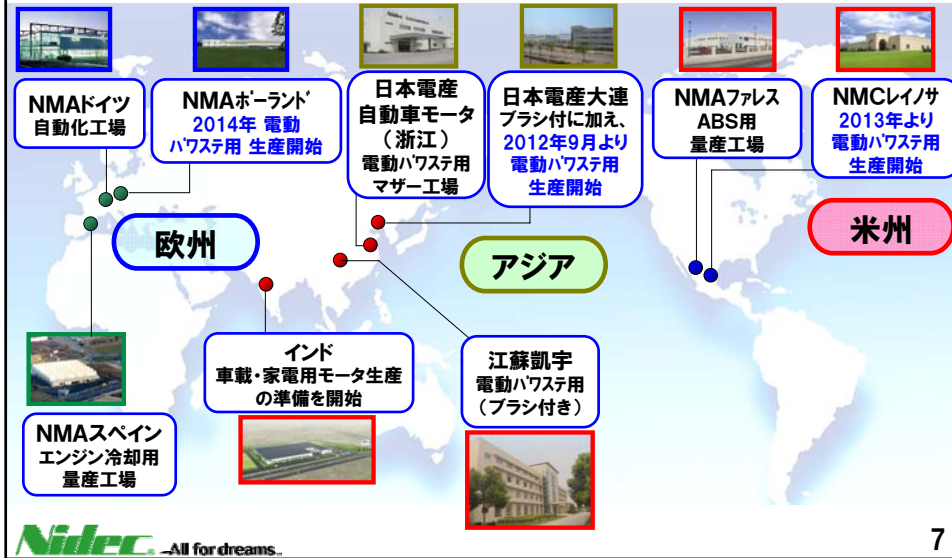 NMAドイツ
自動化工場
NMAポーランド
2014年 電動
パワステ用 生産開始
日本電産
自動車モータ
(浙江)
電動パワステ用
マザー工場
日本電産大連
ブラシ付に加え、
2012年9月より
電動パワステ用
生産開始
NMAファレス
ABS用
量産工場
NMCレイノサ
2013年より
電動パワステ用
生産開始
欧州
アジア
米州
NMAスペイン
エンジン冷却用
量産工場
インド
車載・家電用モータ生産
の準備を開始
江蘇凱宇
電動パワステ用
(ブラシ付き)
Nidec -All for dreams
7